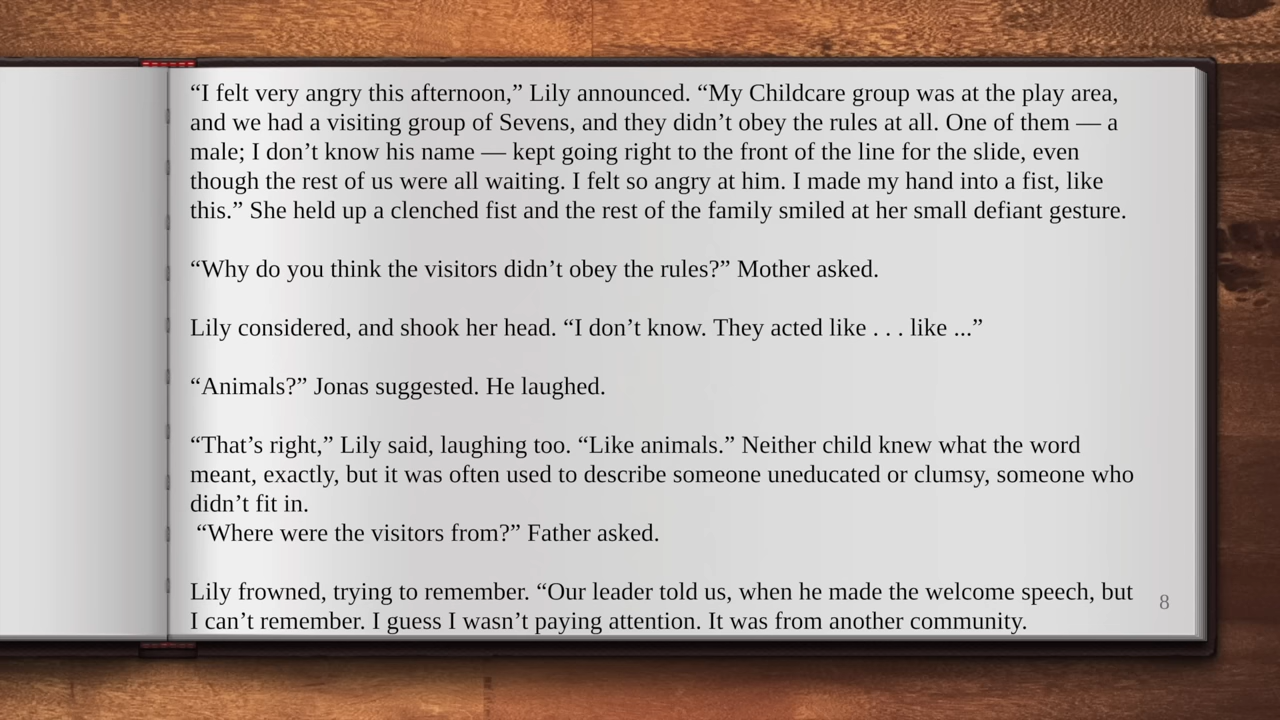 “I felt very angry this afternoon,” Lily announced. “My Childcare group was at the play area,
and we had a visiting group of Sevens, and they didn’t obey the rules at all. One of them — a
male; I don’t know his name — kept going right to the front of the line for the slide, even
though the rest of us were all waiting. I felt so angry at him. I made my hand into a fist, like
this.” She held up a clenched fist and the rest of the family smiled at her small defiant gesture.
“Why do you think the visitors didn’t obey the rules?” Mother asked.
Lily considered, and shook her head. “I don’t know. They acted like . . . like ...”
“Animals?” Jonas suggested. He laughed.
“That’s right,” Lily said, laughing too. “Like animals.” Neither child knew what the word
meant, exactly, but it was often used to describe someone uneducated or clumsy, someone who
didn’t fit in.
“Where were the visitors from?” Father asked.
Lily frowned, trying to remember. “Our leader told us, when he made the welcome speech, but
I can’t remember. I guess I wasn’t paying attention. It was from another community.
8